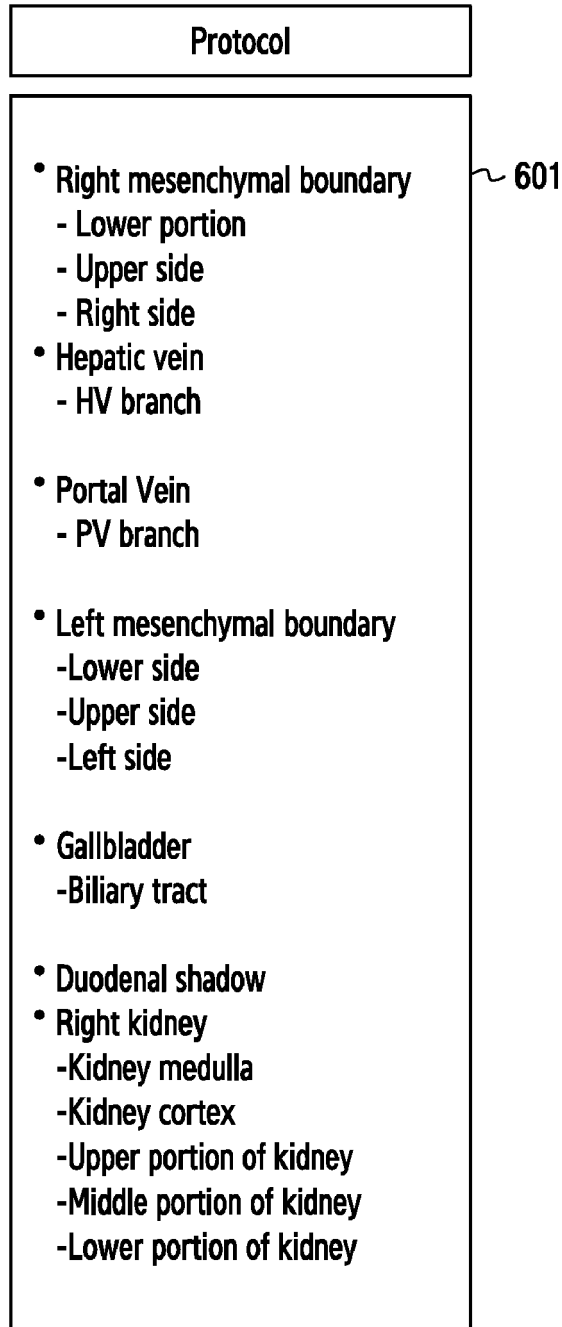 Protocol
601
• Right mesenchymal boundary
- Lower portion
- Upper side
- Right side
• Hepatic vein
- HV branch
• Portal Vein
- PV branch
• Left mesenchymal boundary
-Lower side
-Upper side
-Left side
• Gallbladder
-Biliary tract
• Duodenal shadow
• Right kidney
-Kidney medulla
-Kidney cortex
-Upper portion of kidney
-Middle portion of kidney
-Lower portion of kidney